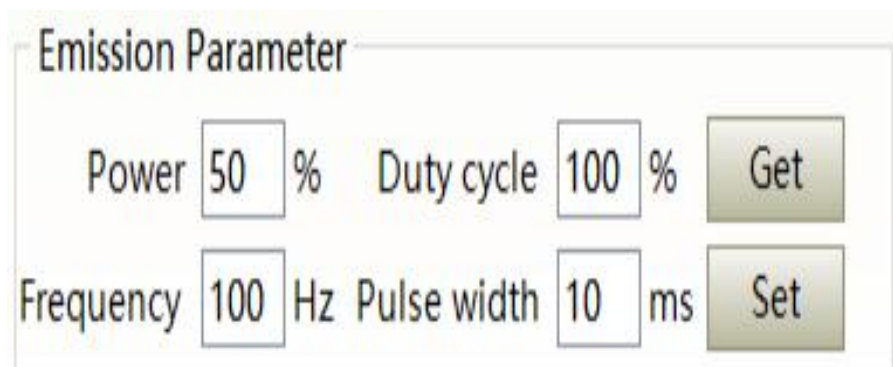 Emission Parameter
Power 50 % Duty cycle 100 % Get
Frequency 100 Hz Pulse width 10 ms Set